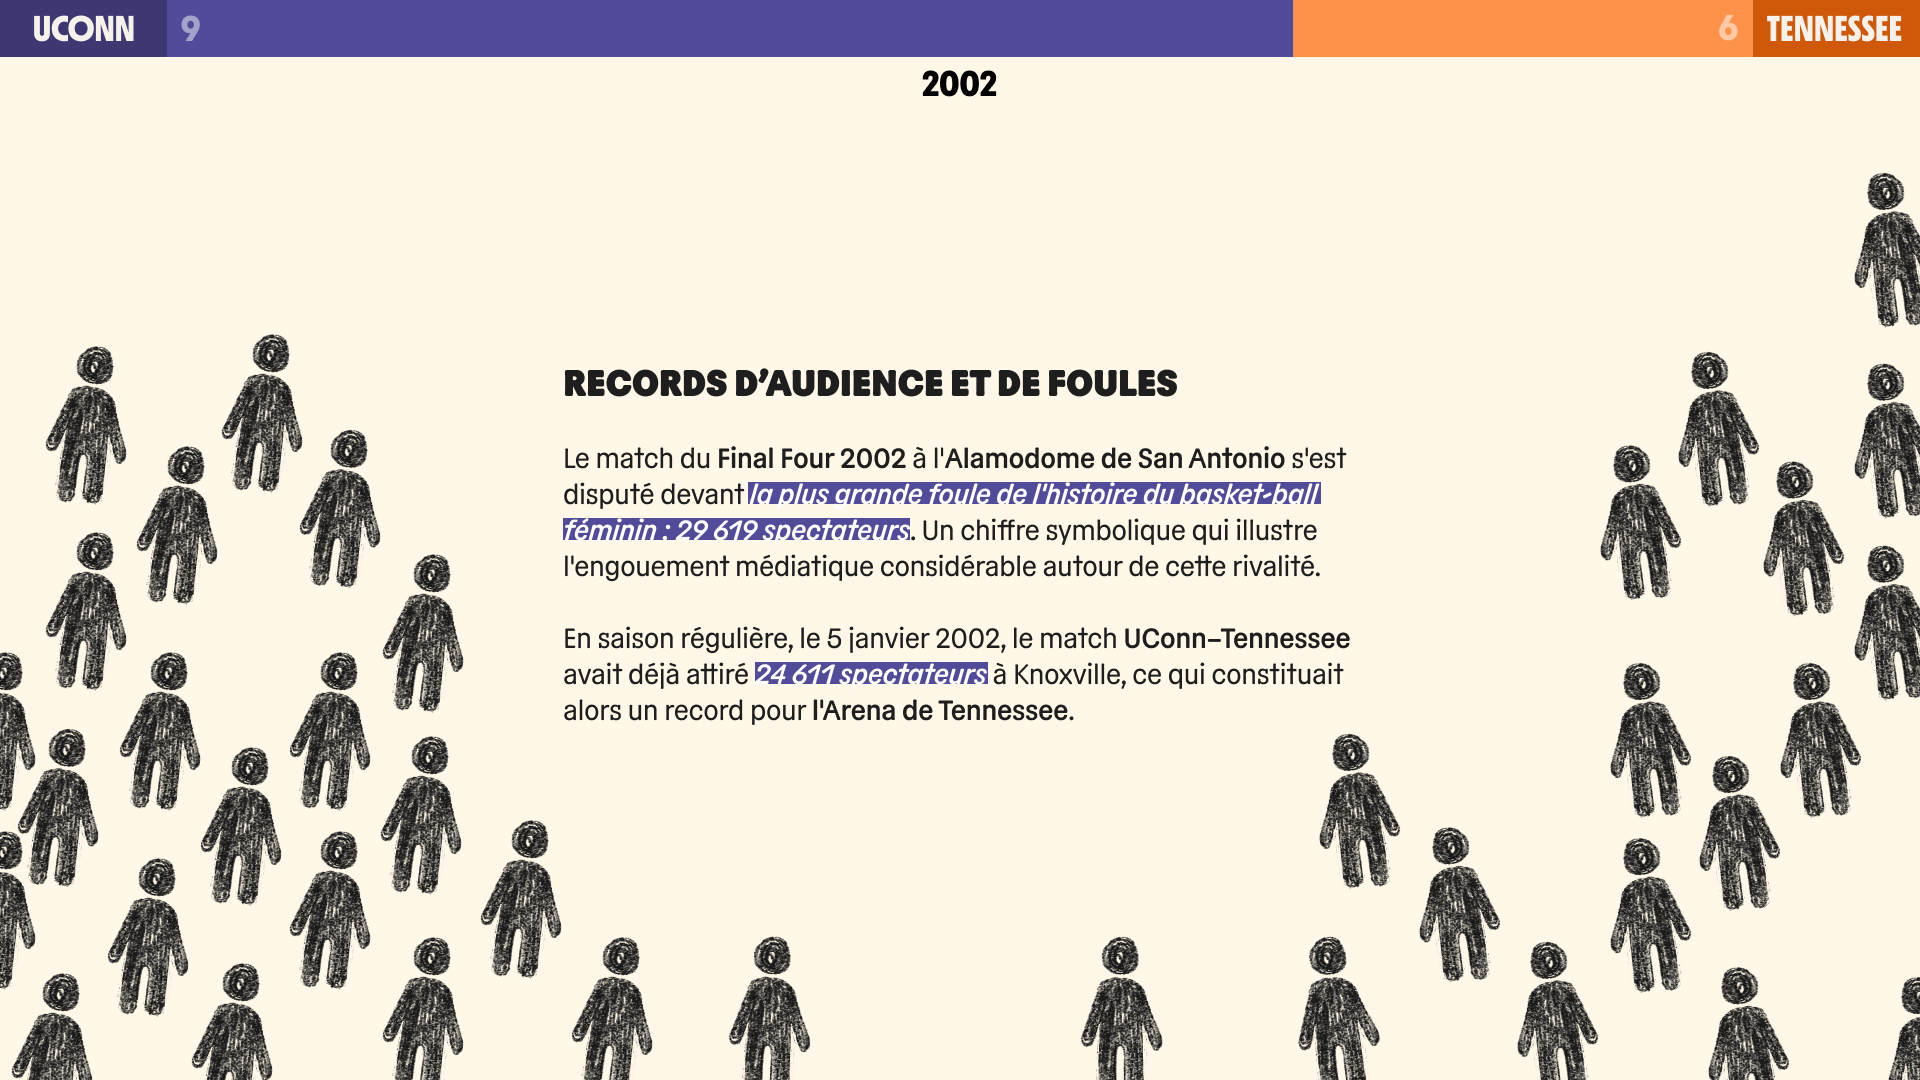 UCONN 9 6 TENNESSEE
2002
RECORDS D’AUDIENCE ET DE FOULES
Le match du Final Four 2002 à l'Alamodome de San Antonio s'est
disputé devant la plus grande foule de l'histoire du basket-ball
féminin : 29 619 spectateurs. Un chiffre symbolique qui illustre
l'engouement médiatique considérable autour de cette rivalité.
En saison régulière, le 5 janvier 2002, le match UConn–Tennessee
avait déjà attiré 24 611 spectateurs à Knoxville, ce qui constituait
alors un record pour l'Arena de Tennessee.